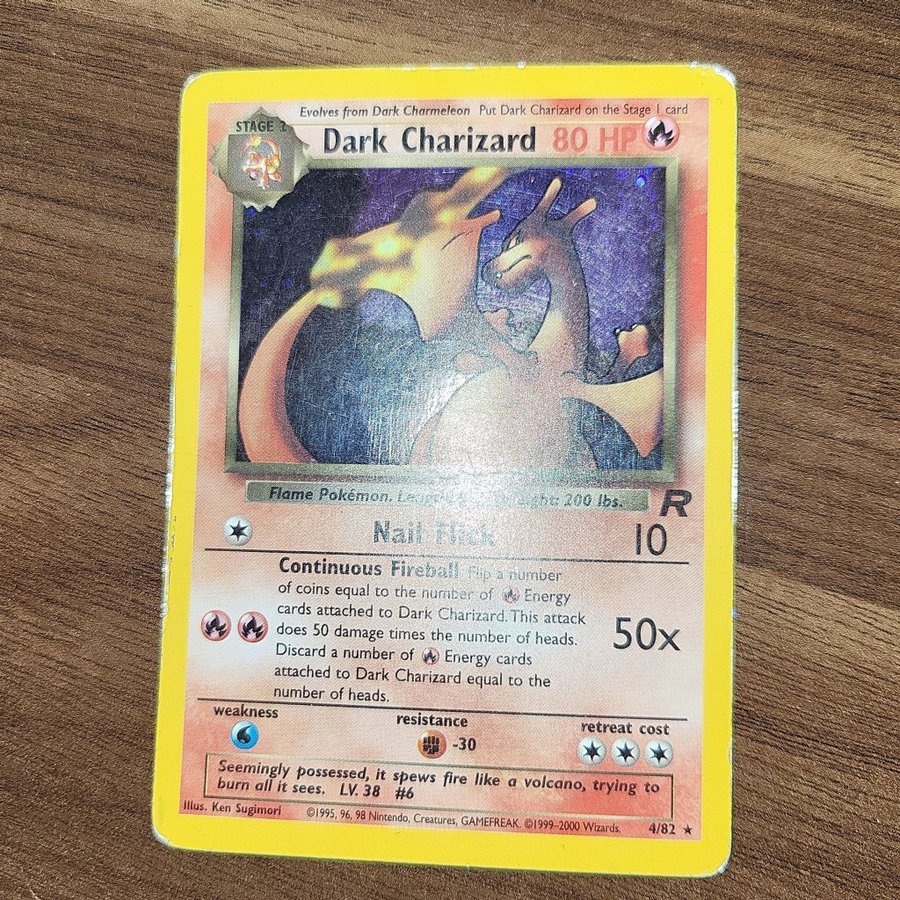 Evolves from Dark Charmeleon Put Dark Charizard on the Stage 1 card
STAGE 1
Dark Charizard 80 HP
Flame Pokémon. Length: ght: 200 lbs.
R
Nail Flick 10
Continuous Fireball Flip a number
of coins equal to the number of Energy
cards attached to Dark Charizard. This attack
does 50 damage times the number of heads.
Discard a number of Energy cards
attached to Dark Charizard equal to the
number of heads.
50x
weakness resistance retreat cost
-30
Seemingly possessed, it spews fire like a volcano, trying to
burn all it sees. LV. 38 #6
Illus. Ken Sugimori ©1995, 96, 98 Nintendo, Creatures, GAMEFREAK. ©1999-2000 Wizards. 4/82 ★